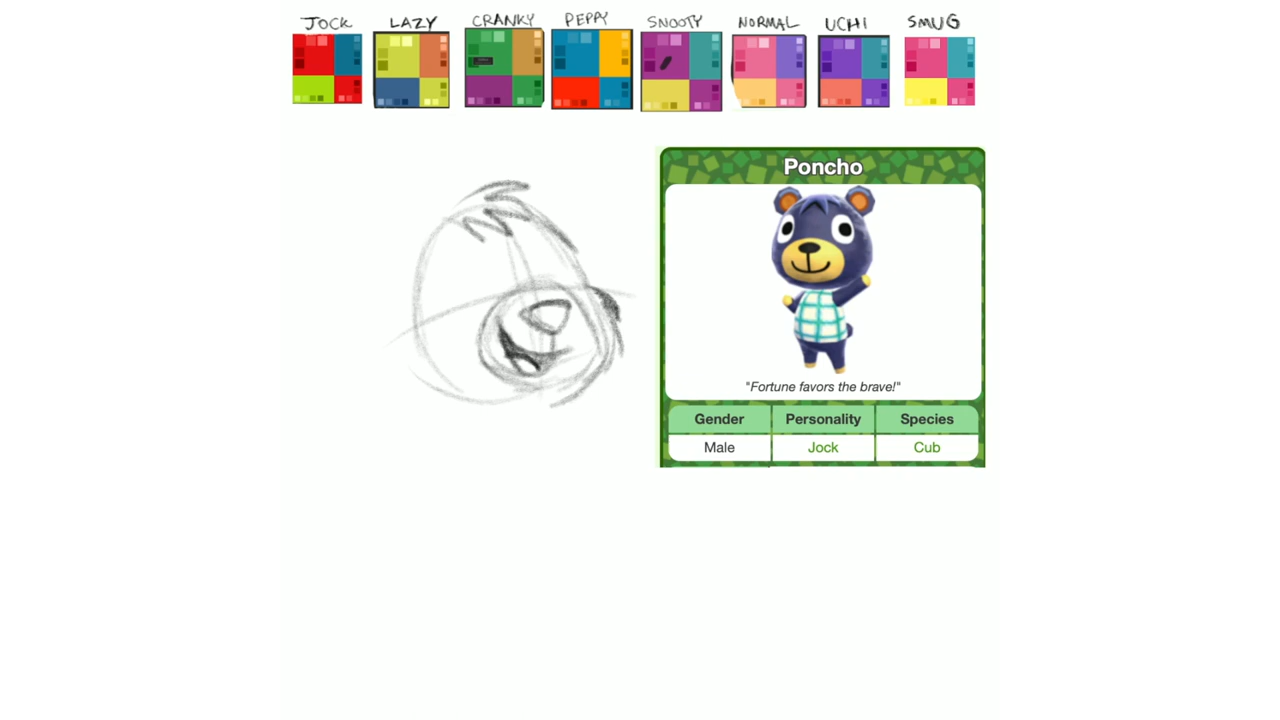 JOCK LAZY CRANKY PEPPY SNOOTY NORMAL UCHI SMUG
Poncho
"Fortune favors the brave!"
Gender Personality Species
Male Jock Cub